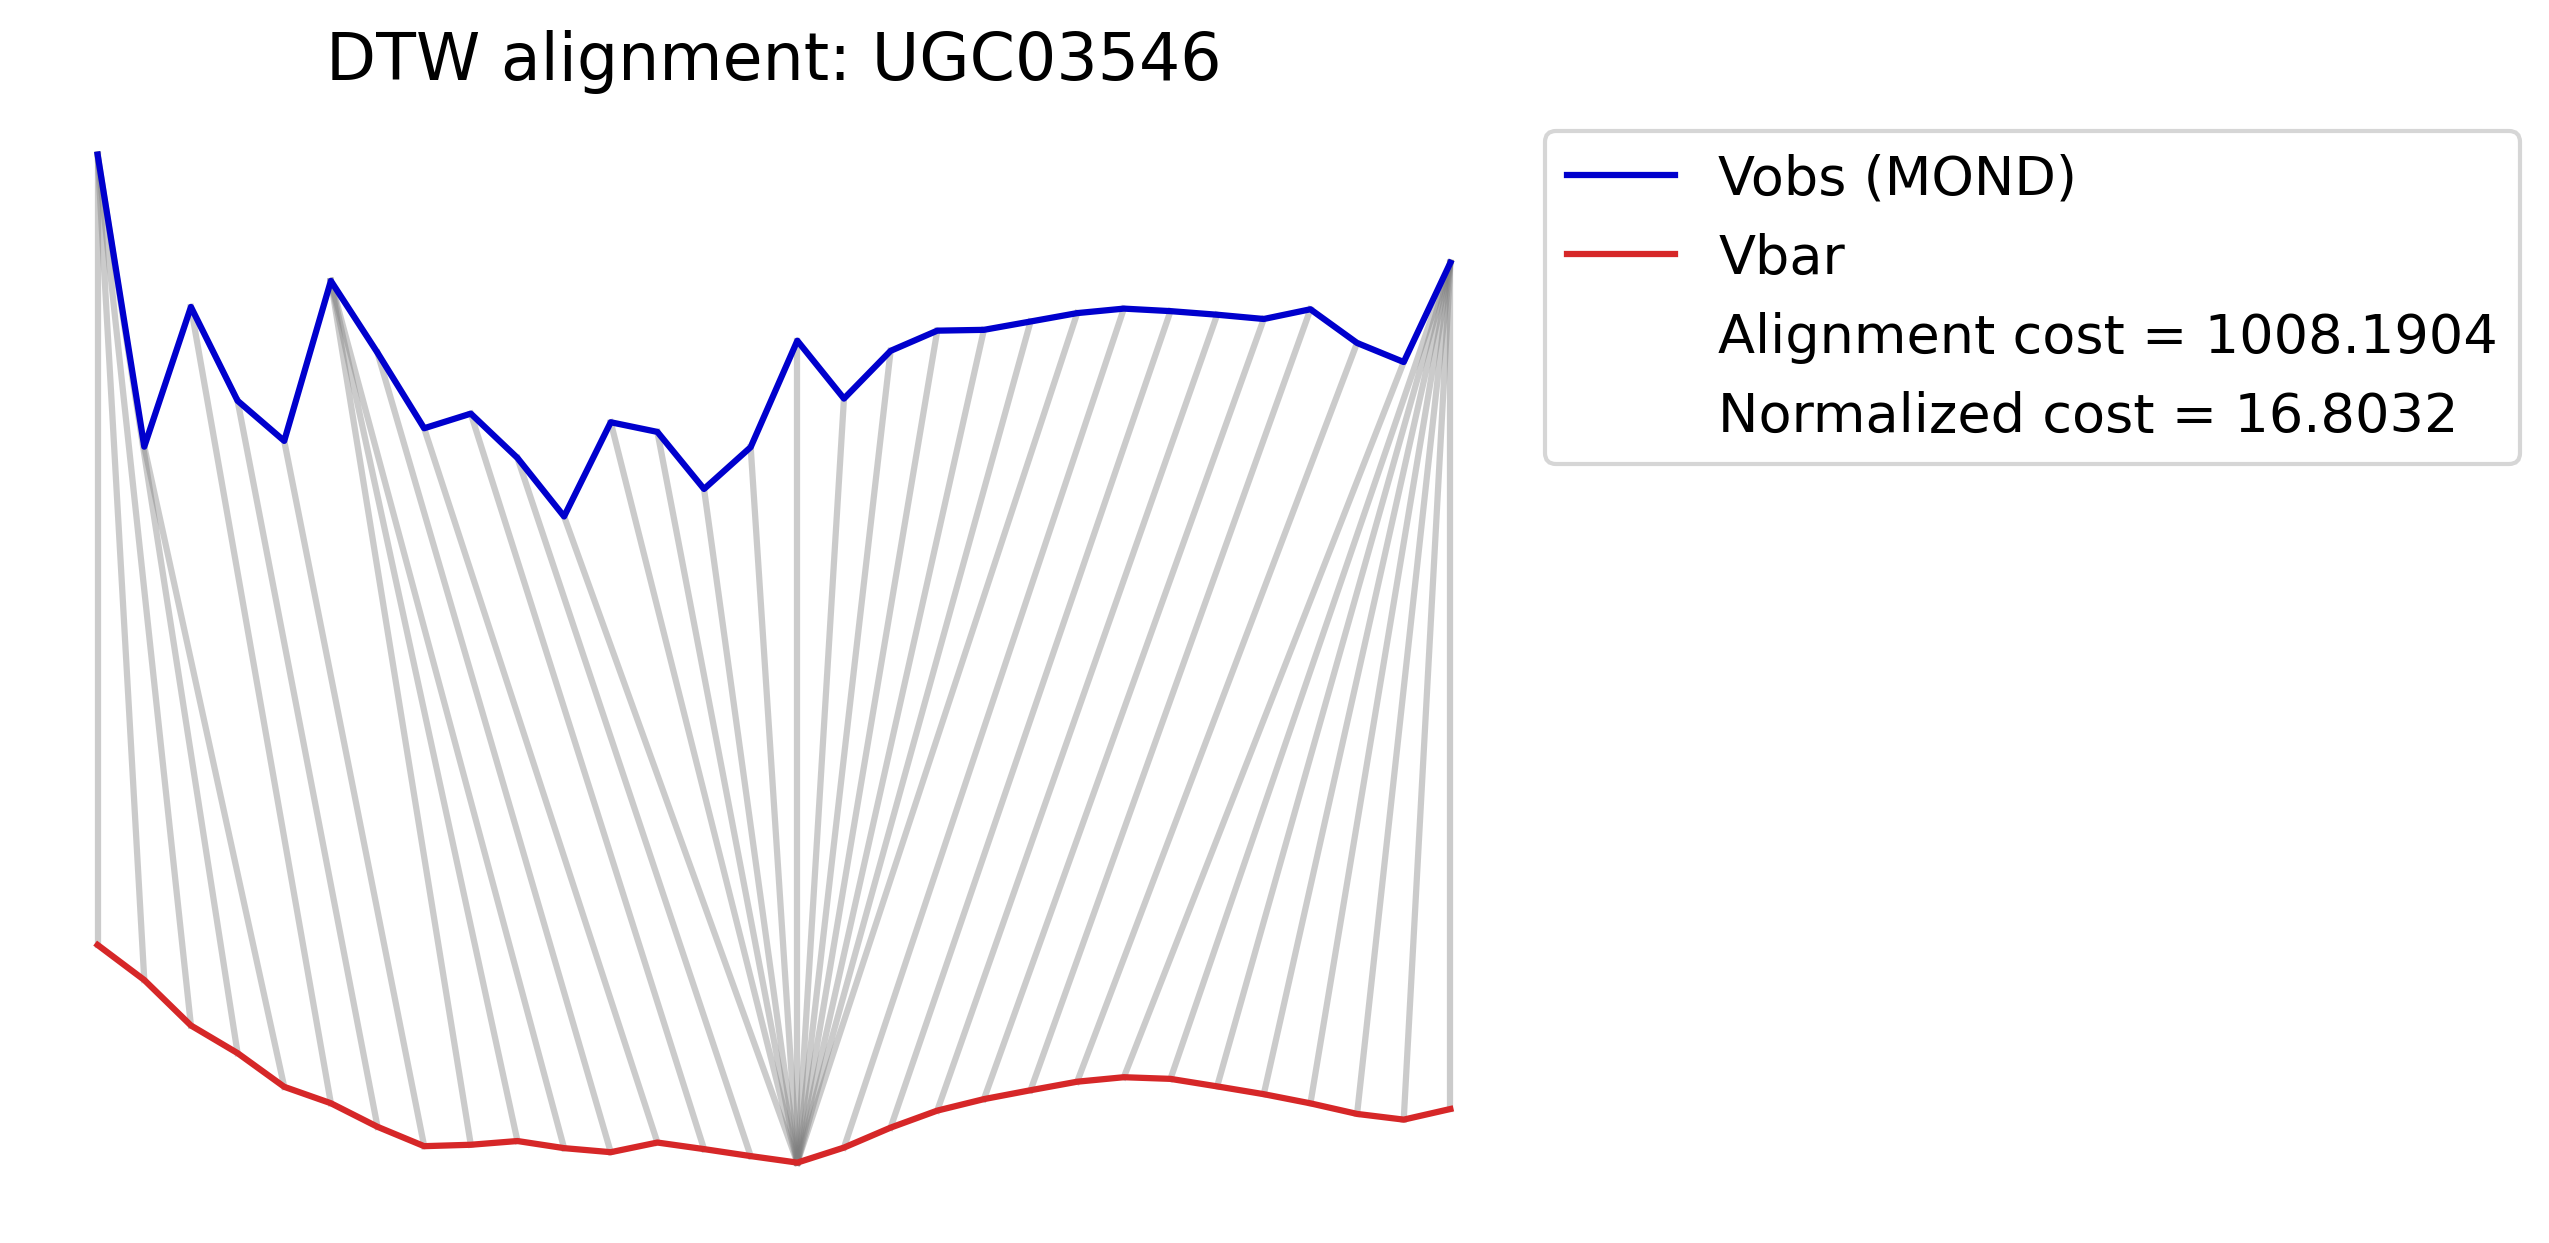 DTW alignment: UGC03546
Vobs (MOND)
Vbar
Alignment cost = 1008.1904
Normalized cost = 16.8032